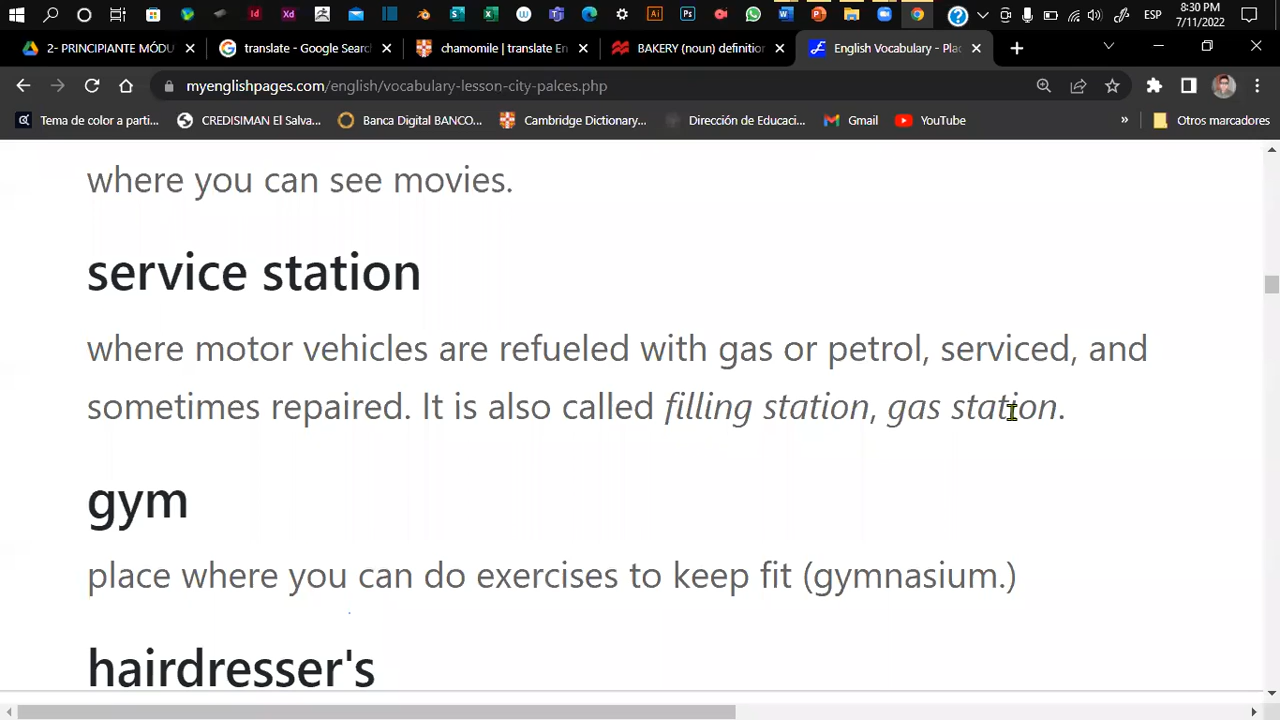 ESP
8:30 PM
7/11/2022
2- PRINCIPIANTE MÓDU
translate - Google Searc
chamomile | translate En
BAKERY (noun) definition
English Vocabulary - Plac
myenglishpages.com/english/vocabulary-lesson-city-palces.php
Tema de color a parti...
CREDISIMAN El Salva...
Banca Digital BANCO...
Cambridge Dictionary...
Dirección de Educaci...
Gmail
YouTube
»
Otros marcadores
where you can see movies.
service station
where motor vehicles are refueled with gas or petrol, serviced, and
sometimes repaired. It is also called filling station, gas station.
gym
place where you can do exercises to keep fit (gymnasium.)
hairdresser's